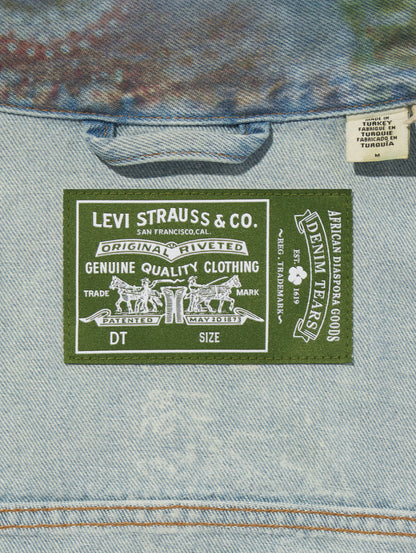 MADE IN
TURKEY
FABRIQUÉ EN
TURQUIE
FABRICADO EN
TURQUÍA
M
LEVI STRAUSS & CO.
SAN FRANCISCO, CAL.
ORIGINAL RIVETED
GENUINE QUALITY CLOTHING
TRADE MARK
PATENTED MAY 20 1873
DT SIZE
AFRICAN DIASPORA GOODS
DENIM TEARS
EST. 1619
~REG. TRADEMARK~